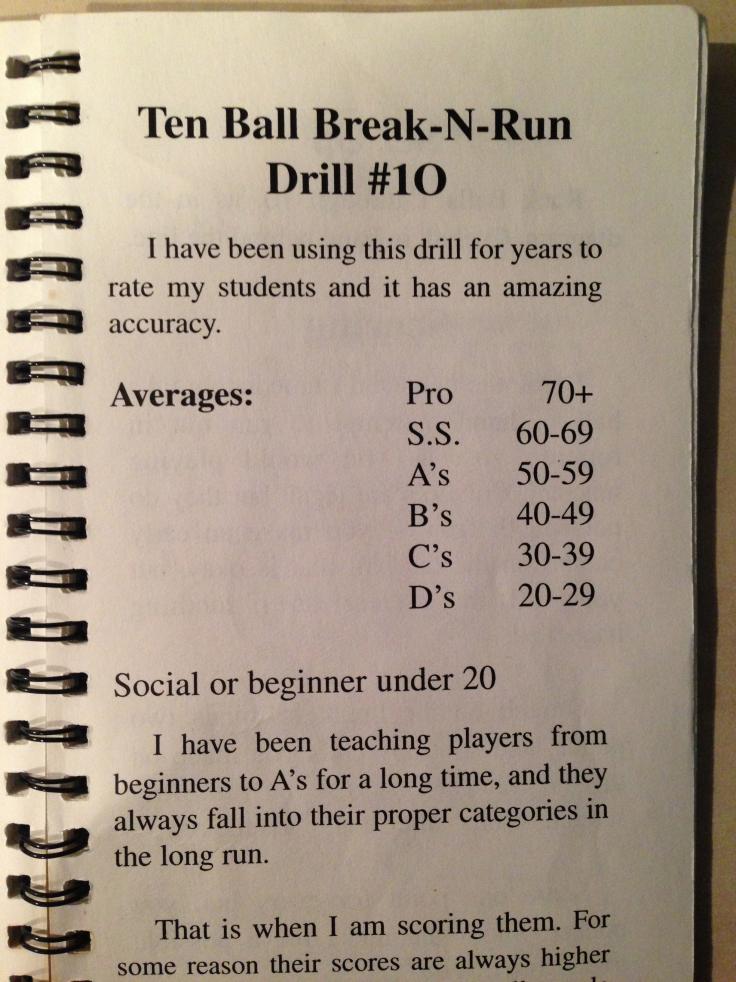 Ten Ball Break-N-Run
Drill #1O
I have been using this drill for years to
rate my students and it has an amazing
accuracy.
Averages: Pro 70+
S.S. 60-69
A's 50-59
B's 40-49
C's 30-39
D's 20-29
Social or beginner under 20
I have been teaching players from
beginners to A's for a long time, and they
always fall into their proper categories in
the long run.
That is when I am scoring them. For
some reason their scores are always higher